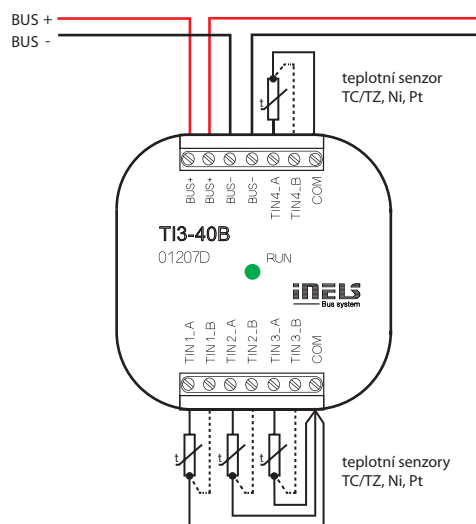 BUS +
BUS -
teplotní senzor
TC/TZ, Ni, Pt
t
BUS+
BUS+
BUS-
BUS-
TIN4_A
TIN4_B
COM
TI3-40B
01207D
RUN
iNELS
Bus system
TIN1_A
TIN1_B
TIN2_A
TIN2_B
TIN3_A
TIN3_B
COM
t
t
t
teplotní senzory
TC/TZ, Ni, Pt